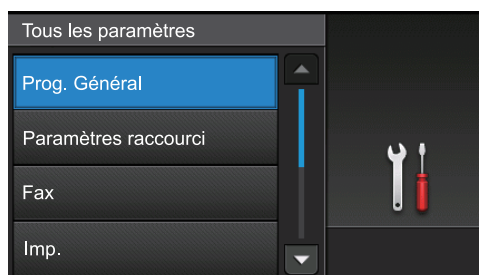 Tous les paramètres
Prog. Général
Paramètres raccourci
Fax
Imp.